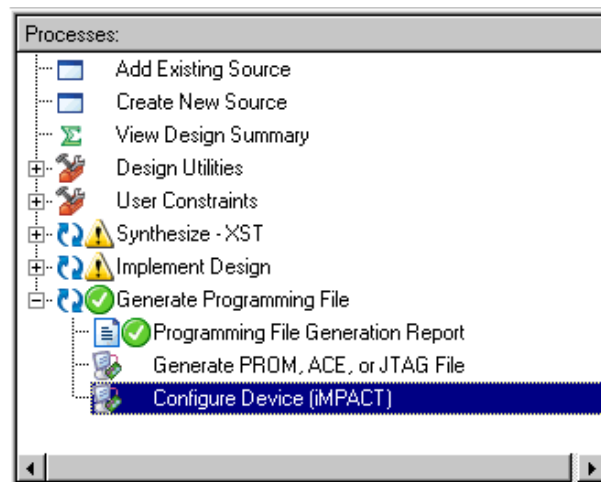 Processes:
Add Existing Source
Create New Source
View Design Summary
Design Utilities
User Constraints
Synthesize - XST
Implement Design
Generate Programming File
Programming File Generation Report
Generate PROM, ACE, or JTAG File
Configure Device (iMPACT)